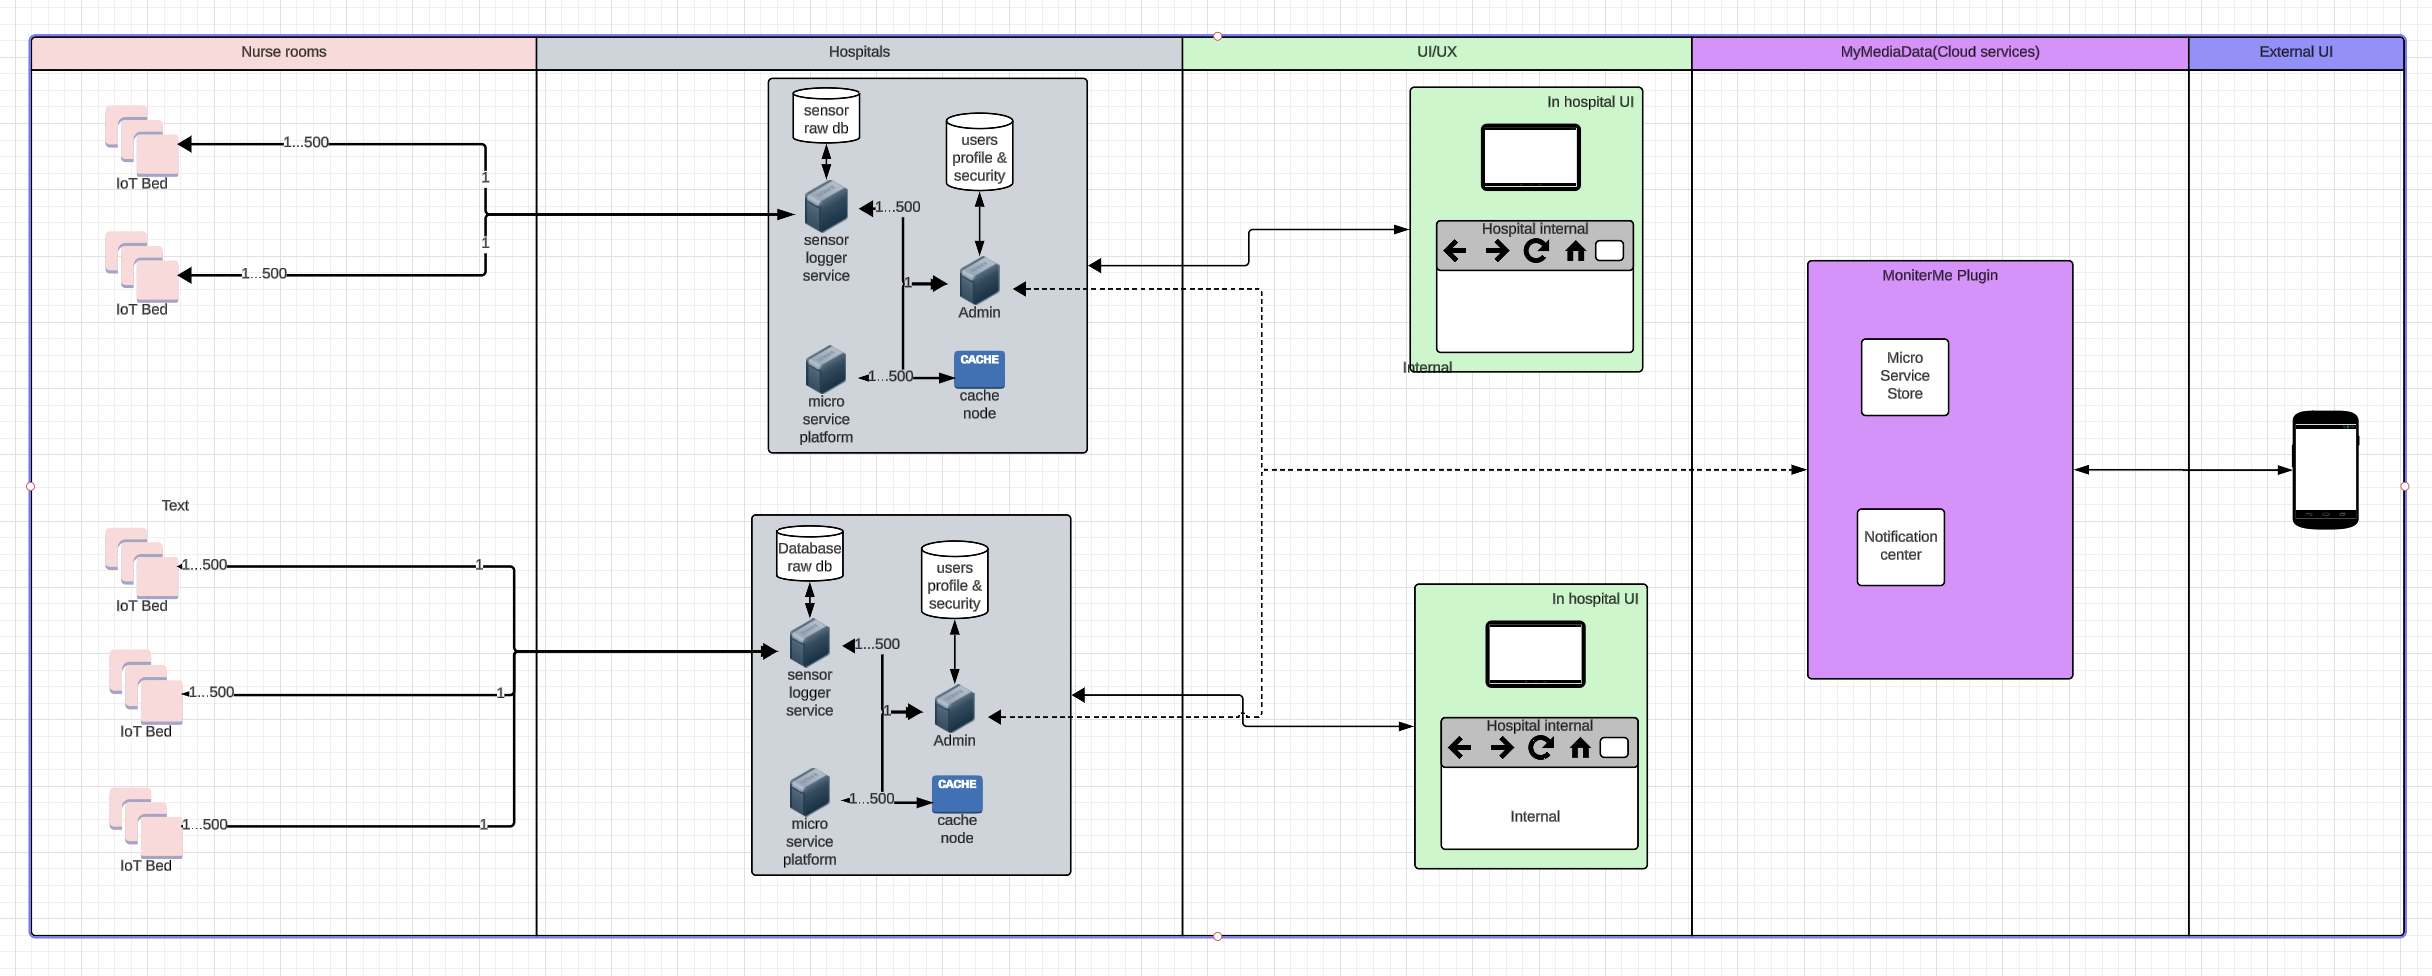 Nurse rooms
Hospitals
UI/UX
MyMediaData(Cloud services)
External UI
IoT Bed
1...500
1
IoT Bed
1...500
1
sensor
raw db
users
profile &
security
sensor
logger
service
1...500
1
Admin
micro
service
platform
1...500
CACHE
cache
node
In hospital UI
Hospital internal
Internal
MoniterMe Plugin
Micro
Service
Store
Notification
center
Text
IoT Bed
1...500
1
IoT Bed
1...500
1
IoT Bed
1...500
1
Database
raw db
users
profile &
security
sensor
logger
service
1...500
1
Admin
micro
service
platform
1...500
CACHE
cache
node
In hospital UI
Hospital internal
Internal